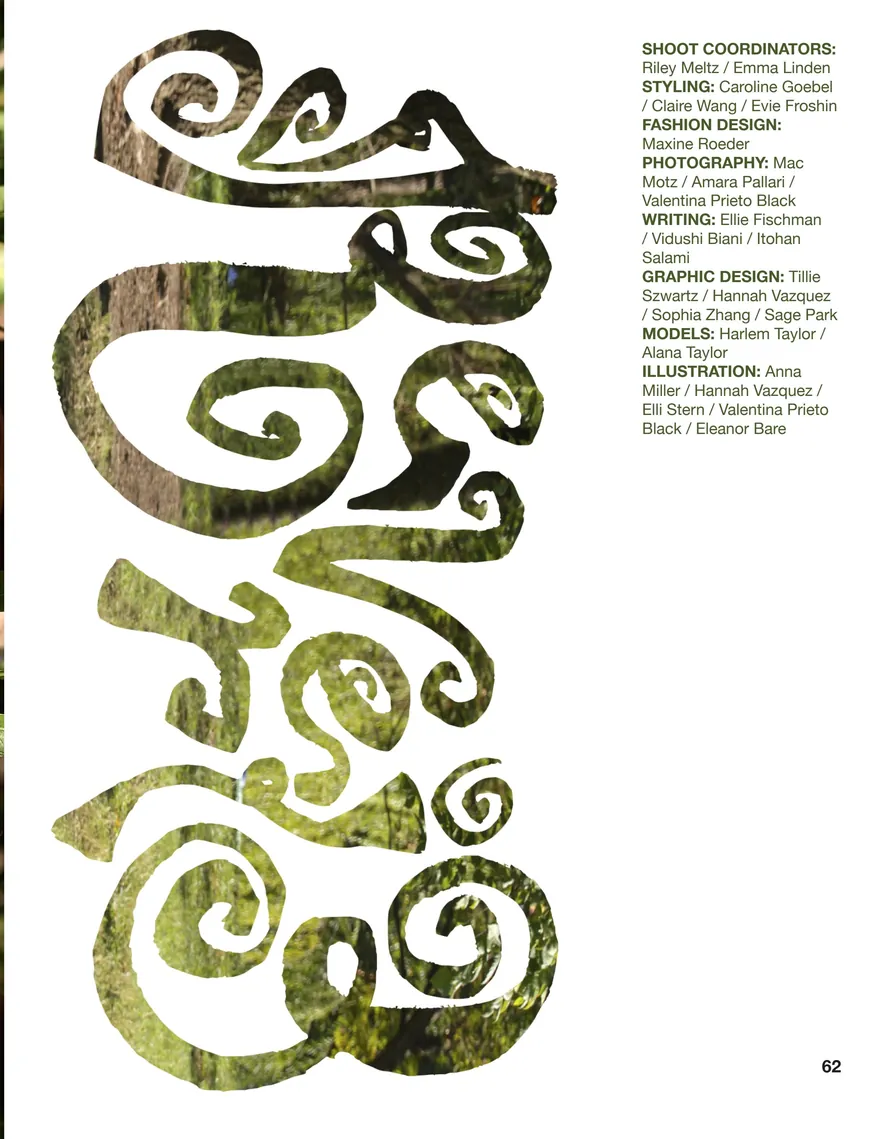 SHOOT COORDINATORS:
Riley Meltz / Emma Linden
STYLING: Caroline Goebel
/ Claire Wang / Evie Froshin
FASHION DESIGN:
Maxine Roeder
PHOTOGRAPHY: Mac
Motz / Amara Pallari /
Valentina Prieto Black
WRITING: Ellie Fischman
/ Vidushi Biani / Itohan
Salami
GRAPHIC DESIGN: Tillie
Szwartz / Hannah Vazquez
/ Sophia Zhang / Sage Park
MODELS: Harlem Taylor /
Alana Taylor
ILLUSTRATION: Anna
Miller / Hannah Vazquez /
Elli Stern / Valentina Prieto
Black / Eleanor Bare
62